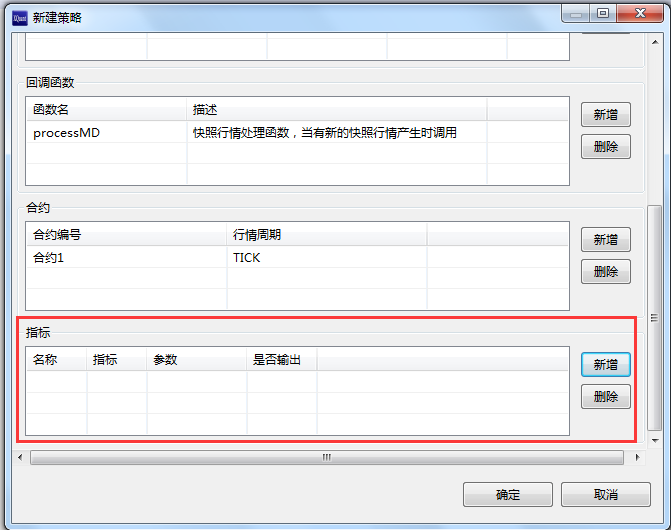 新建策略
回调函数
函数名 描述
processMD 快照行情处理函数，当有新的快照行情产生时调用
新增
删除
合约
合约编号 行情周期
合约1 TICK
新增
删除
指标
名称 指标 参数 是否输出
新增
删除
确定 取消